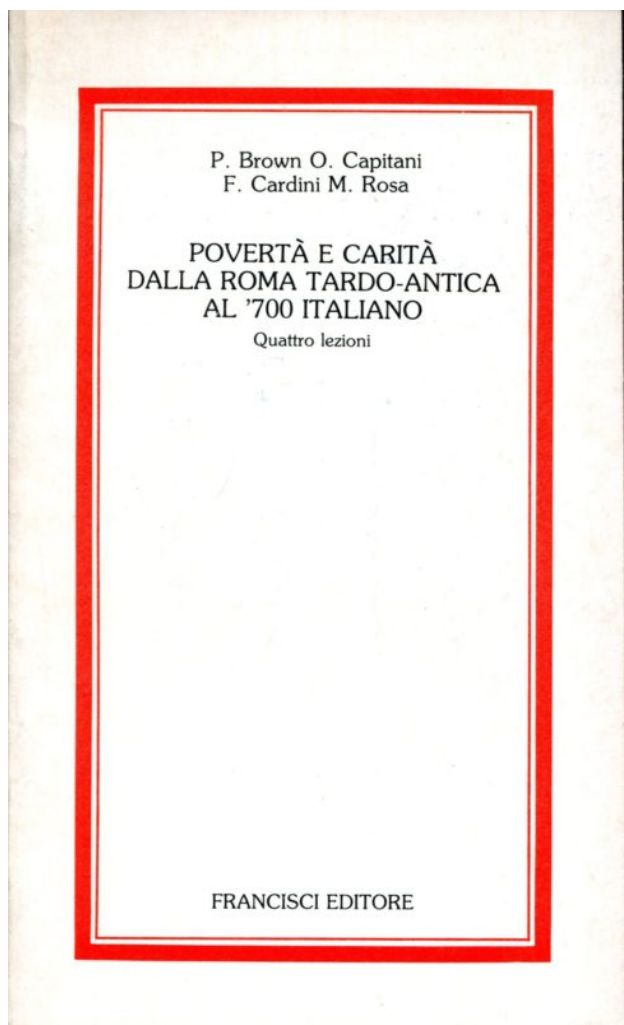 P. Brown O. Capitani
F. Cardini M. Rosa
POVERTÀ E CARITÀ
DALLA ROMA TARDO-ANTICA
AL '700 ITALIANO
Quattro lezioni
FRANCISCI EDITORE